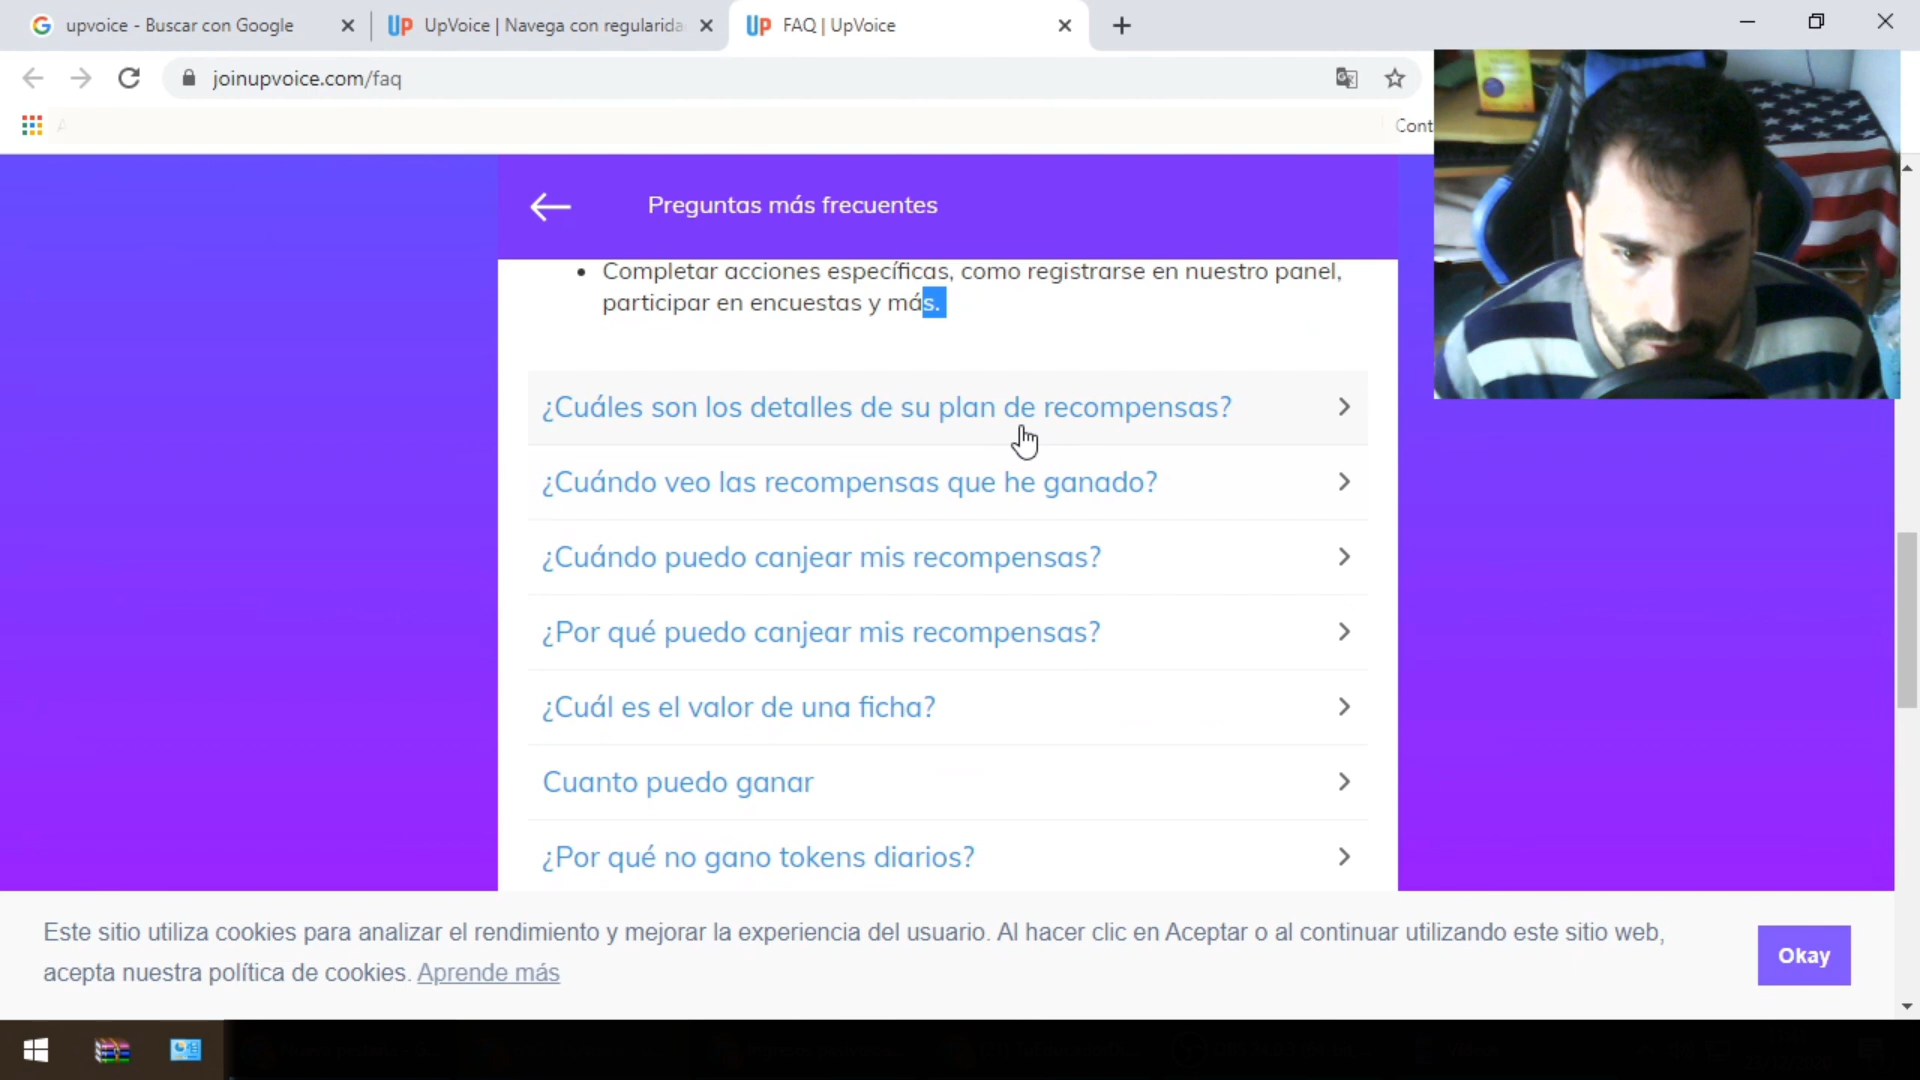 upvoice - Buscar con Google
UpVoice | Navega con regularida
FAQ | UpVoice
joinupvoice.com/faq
Cont
Preguntas más frecuentes
Completar acciones específicas, como registrarse en nuestro panel,
participar en encuestas y más.
¿Cuáles son los detalles de su plan de recompensas?
¿Cuándo veo las recompensas que he ganado?
¿Cuándo puedo canjear mis recompensas?
¿Por qué puedo canjear mis recompensas?
¿Cuál es el valor de una ficha?
Cuanto puedo ganar
¿Por qué no gano tokens diarios?
Este sitio utiliza cookies para analizar el rendimiento y mejorar la experiencia del usuario. Al hacer clic en Aceptar o al continuar utilizando este sitio web,
acepta nuestra política de cookies. Aprende más
Okay